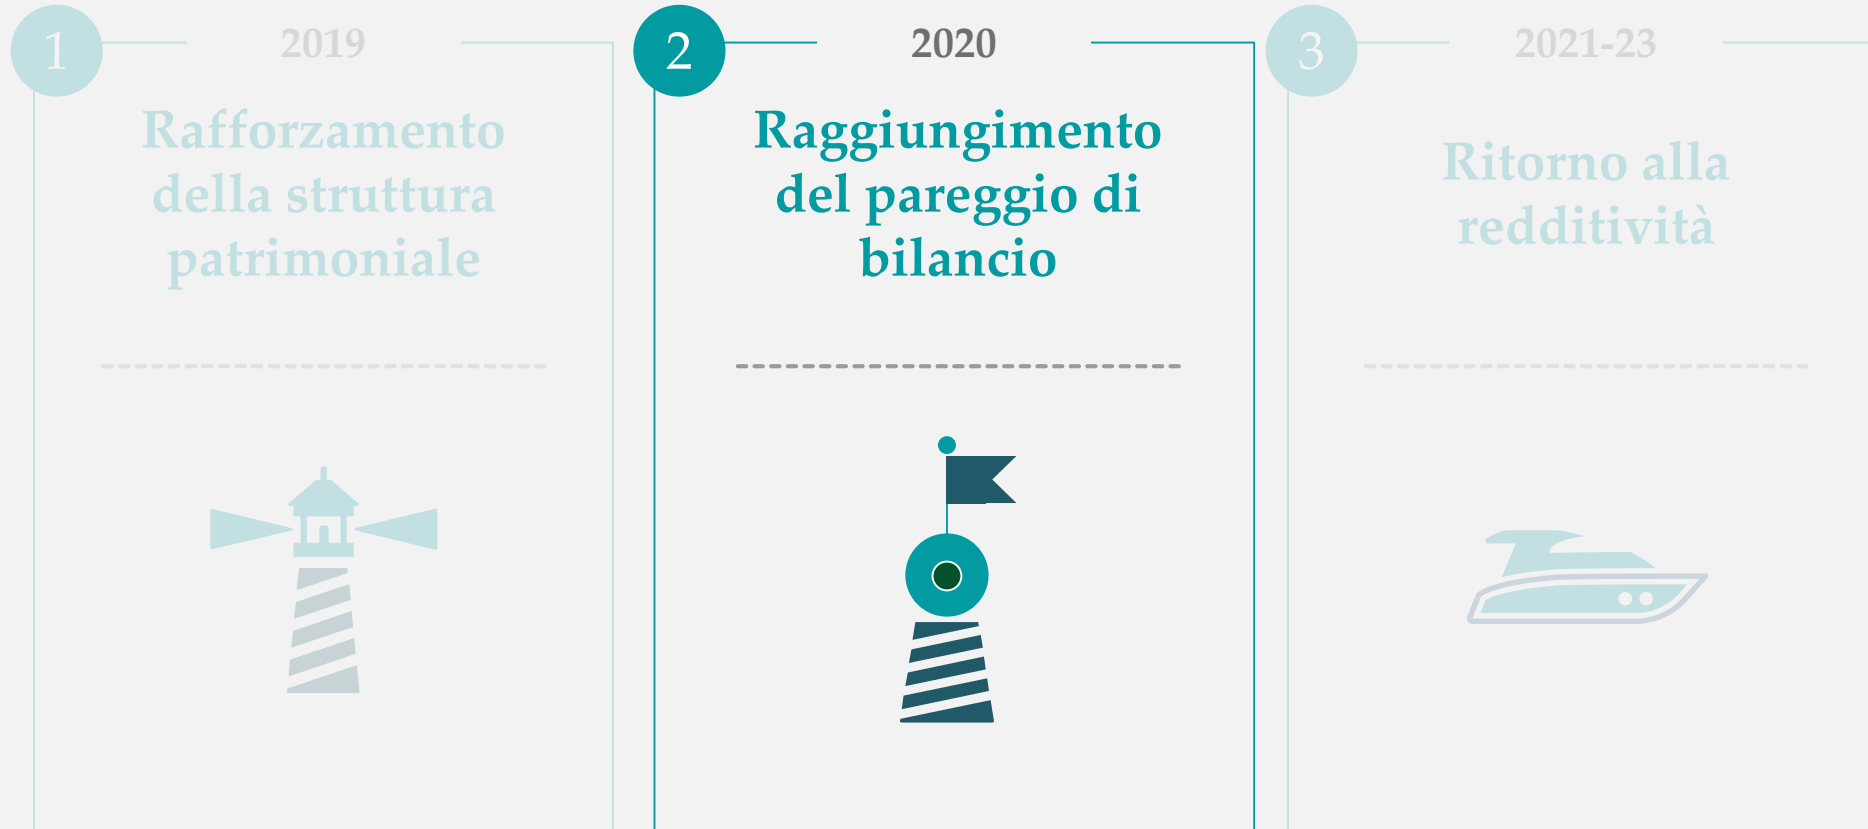 1
2019
Rafforzamento
della struttura
patrimoniale
2
2020
Raggiungimento
del pareggio di
bilancio
3
2021-23
Ritorno alla
redditività